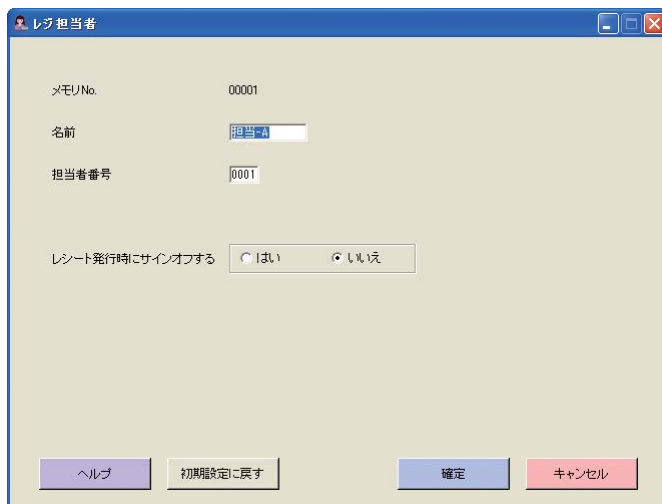 レジ担当者
メモリNo. 00001
名前 担当-A
担当者番号 0001
レシート発行時にサインオフする はい いいえ
ヘルプ 初期設定に戻す 確定 キャンセル